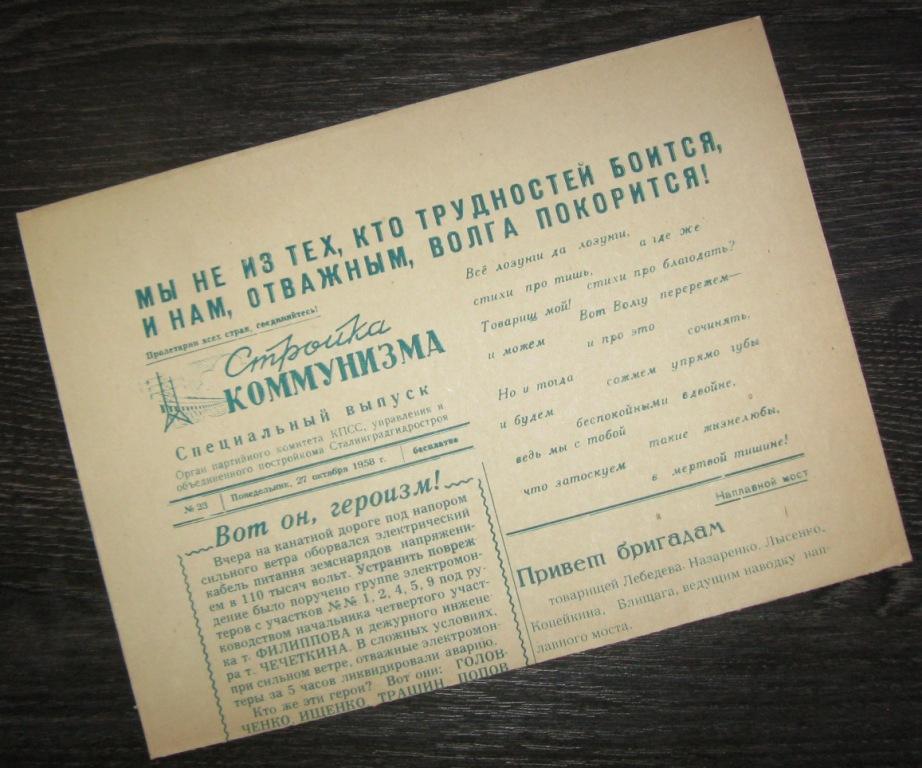 МЫ НЕ ИЗ ТЕХ, КТО ТРУДНОСТЕЙ БОИТСЯ,
И НАМ, ОТВАЖНЫМ, ВОЛГА ПОКОРИТСЯ!
Пролетарии всех стран, соединяйтесь!
Стройка
КОММУНИЗМА
Специальный выпуск
Орган партийного комитета КПСС, управления и
объединенного постройкома Сталинградгидростроя
№ 23 Понедельник, 27 октября 1958 г. бесплатно
Вот он, героизм!
Вчера на канатной дороге под напором
сильного ветра оборвался электрический
кабель питания земснарядов напряжени-
ем в 110 тысяч вольт. Устранить повреж
дение было поручено группе электромон-
теров с участков №№ 1, 2, 4, 5, 9 под ру-
ководством начальника четвертого участ-
ка т. ФИЛИППОВА и дежурного инжене
ра т. ЧЕЧЕТКИНА. В сложных условиях,
при сильном ветре, отважные электромон-
теры за 5 часов ликвидировали аварию.
Кто же эти герои? Вот они: ГОЛОВ-
ЧЕНКО, ИЩЕНКО, ТРАШИН, ПОПОВ
Всё лозунги да лозунги,
а где же
стихи про тишь,
стихи про благодать?
Товарищ мой!
Вот Волгу перережем—
и можем
и про это сочинять.
Но и тогда
сожмем упрямо губы
и будем
беспокойными вдвойне,
ведь мы с тобой
такие жизнелюбы,
что затоскуем
в мертвой тишине!
Наплавной мост
Привет бригадам
товарищей Лебедева, Назаренко, Лысенко,
Копейкина, Блищага, ведущим наводку нап-
лавного моста.